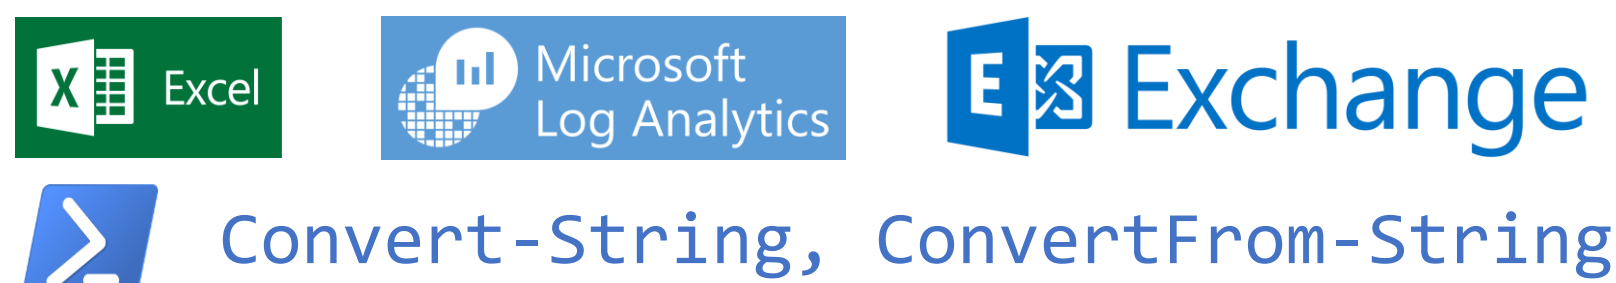 X Excel
Microsoft
Log Analytics
E Exchange
Convert-String, ConvertFrom-String